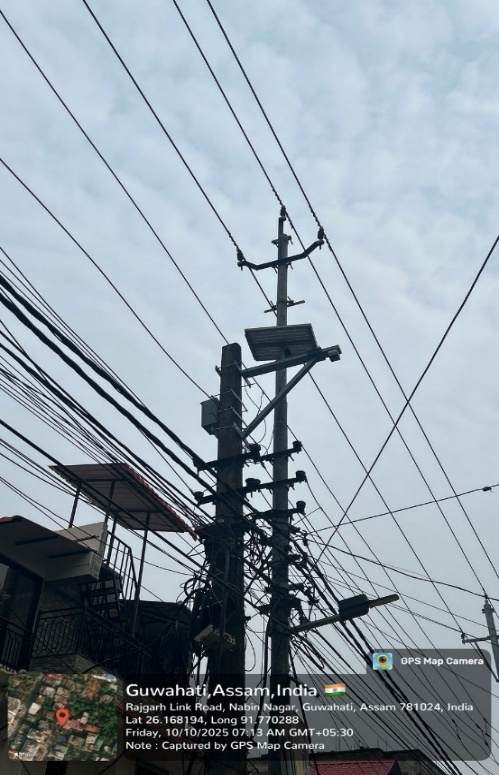 GPS Map Camera
Guwahati,Assam,India
Rajgarh Link Road, Nabin Nagar, Guwahati, Assam 781024, India
Lat 26.168194, Long 91.770288
Friday, 10/10/2025 07:13 AM GMT+05:30
Note : Captured by GPS Map Camera